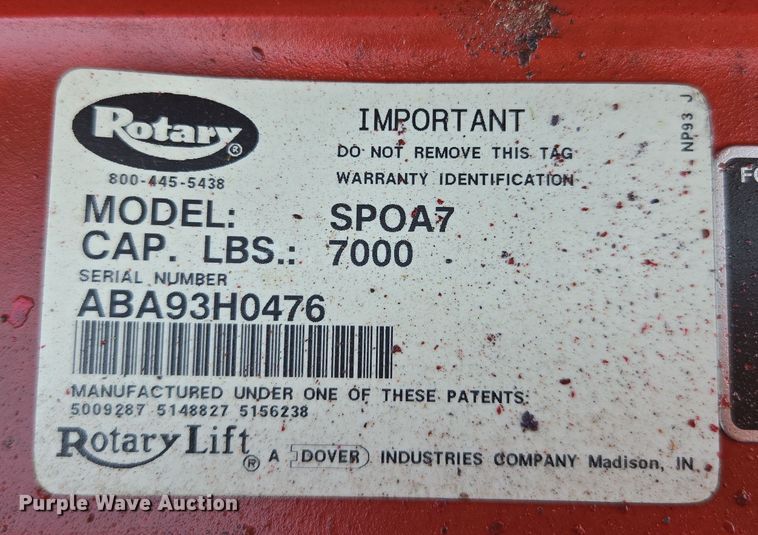 Rotary®
800-445-5438
IMPORTANT
DO NOT REMOVE THIS TAG
WARRANTY IDENTIFICATION
NP93 J
MODEL: SPOA7
CAP. LBS.: 7000
SERIAL NUMBER
ABA93H0476
MANUFACTURED UNDER ONE OF THESE PATENTS:
5009287 5148827 5156238
Rotary Lift® A DOVER INDUSTRIES COMPANY Madison, IN
Purple Wave Auction